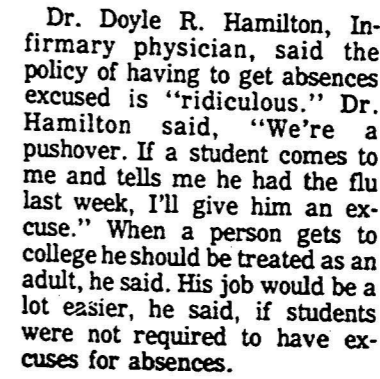 Dr. Doyle R. Hamilton, In-
firmary physician, said the
policy of having to get absences
excused is “ridiculous.” Dr.
Hamilton said, “We’re a
pushover. If a student comes to
me and tells me he had the flu
last week, I’ll give him an ex-
cuse.” When a person gets to
college he should be treated as an
adult, he said. His job would be a
lot easier, he said, if students
were not required to have ex-
cuses for absences.